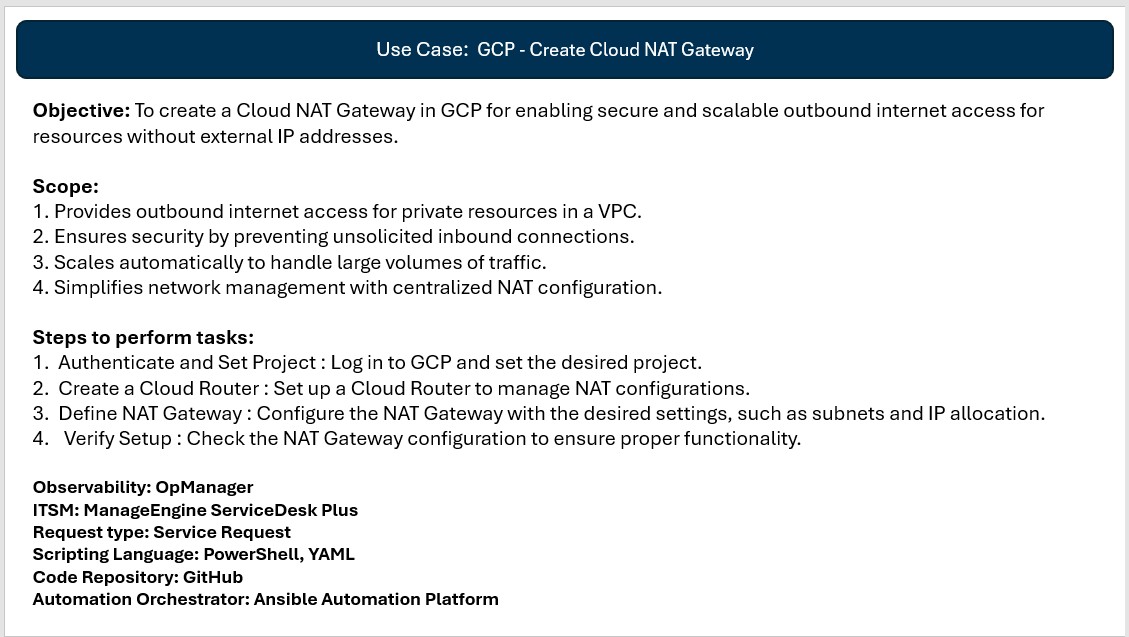 Use Case: GCP - Create Cloud NAT Gateway
Objective: To create a Cloud NAT Gateway in GCP for enabling secure and scalable outbound internet access for
resources without external IP addresses.
Scope:
1. Provides outbound internet access for private resources in a VPC.
2. Ensures security by preventing unsolicited inbound connections.
3. Scales automatically to handle large volumes of traffic.
4. Simplifies network management with centralized NAT configuration.
Steps to perform tasks:
1. Authenticate and Set Project : Log in to GCP and set the desired project.
2. Create a Cloud Router : Set up a Cloud Router to manage NAT configurations.
3. Define NAT Gateway : Configure the NAT Gateway with the desired settings, such as subnets and IP allocation.
4. Verify Setup : Check the NAT Gateway configuration to ensure proper functionality.
Observability: OpManager
ITSM: ManageEngine ServiceDesk Plus
Request type: Service Request
Scripting Language: PowerShell, YAML
Code Repository: GitHub
Automation Orchestrator: Ansible Automation Platform